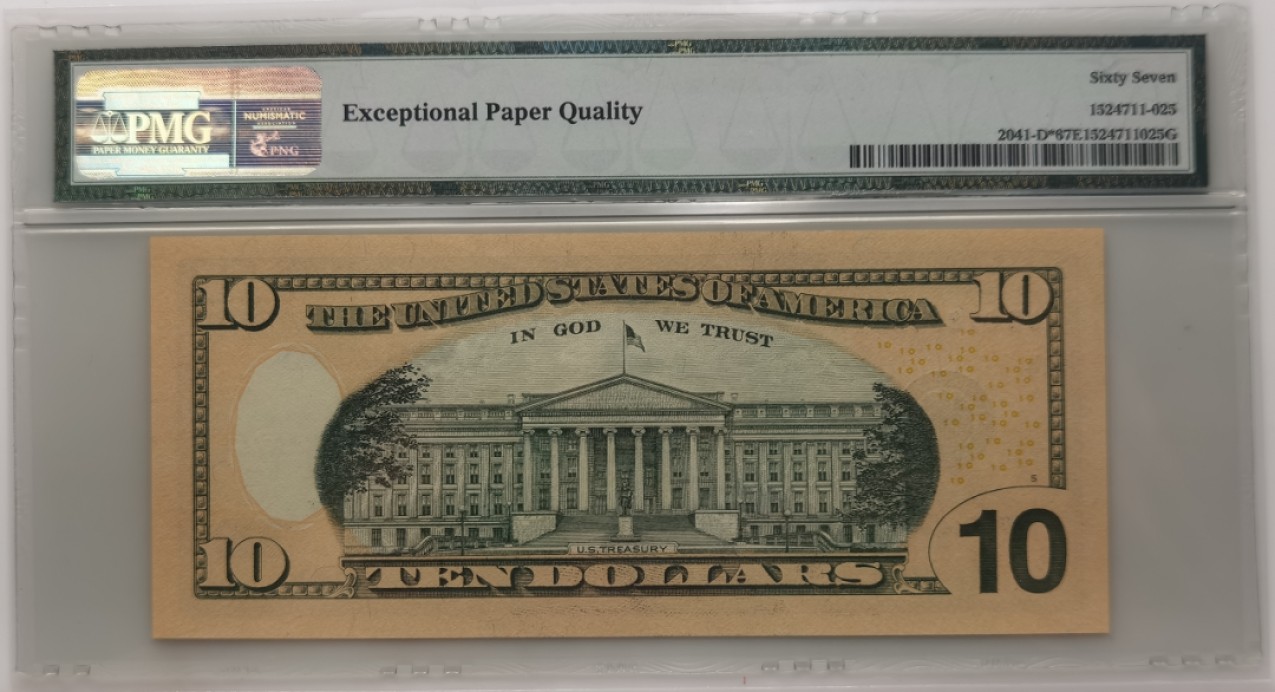 PMG
PAPER MONEY GUARANTY
NUMISMATIC
PNG
Exceptional Paper Quality
Sixty Seven
1524711-025
2041-D*67E1524711025G
10
THE UNITED STATES OF AMERICA
10
IN GOD WE TRUST
S
U.S. TREASURY
10
TEN DOLLARS
10